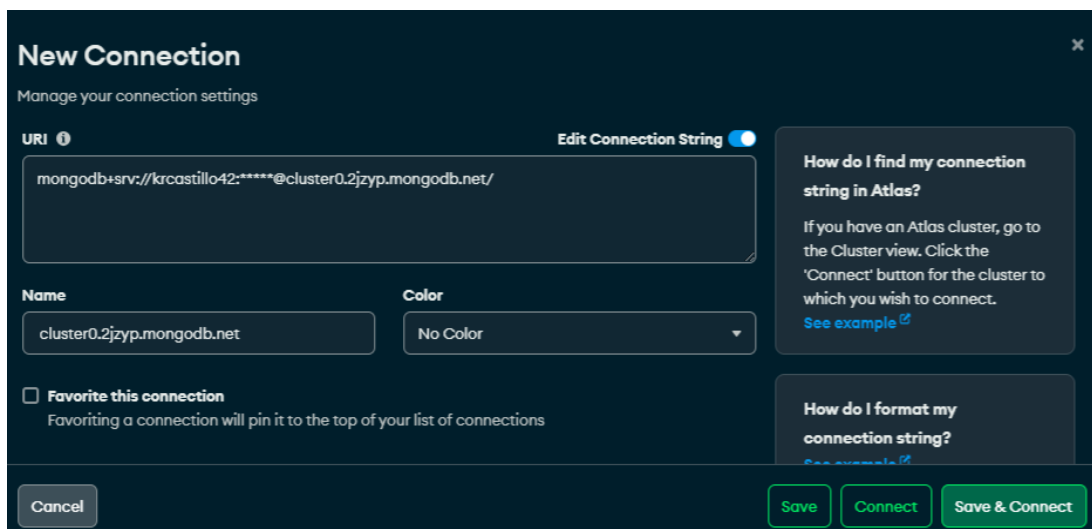 New Connection
×
Manage your connection settings
URI
Edit Connection String
mongodb+srv://krcastillo42:*****@cluster0.2jzyp.mongodb.net/
Name
Color
cluster0.2jzyp.mongodb.net
No Color
Favorite this connection
Favoriting a connection will pin it to the top of your list of connections
How do I find my connection
string in Atlas?
If you have an Atlas cluster, go to
the Cluster view. Click the
'Connect' button for the cluster to
which you wish to connect.
See example
How do I format my
connection string?
See example
Cancel
Save
Connect
Save & Connect